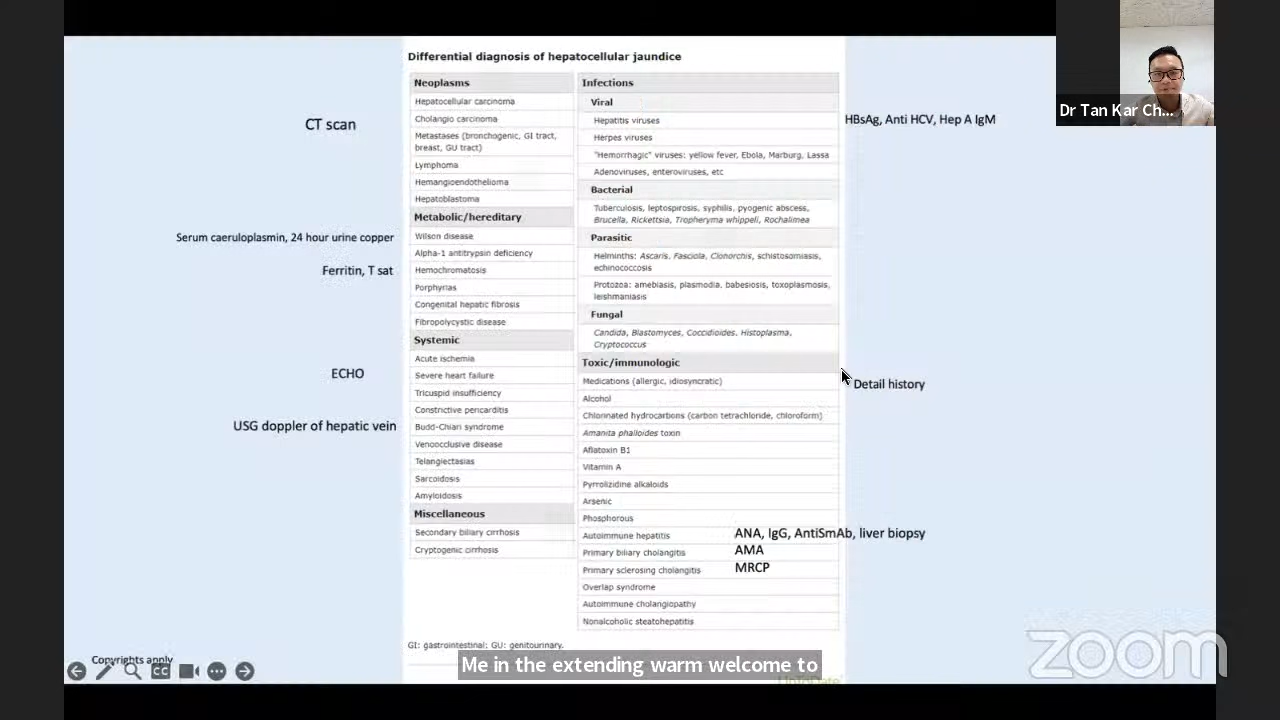 Differential diagnosis of hepatocellular jaundice
Neoplasms
Hepatocellular carcinoma
Cholangio carcinoma
Metastases (bronchogenic, GI tract,
breast, GU tract)
Lymphoma
Hemangioendothelioma
Hepatoblastoma
Metabolic/hereditary
Wilson disease
Alpha-1 antitrypsin deficiency
Hemochromatosis
Porphyrias
Congenital hepatic fibrosis
Fibropolycystic disease
Systemic
Acute ischemia
Severe heart failure
Tricuspid insufficiency
Constrictive pericarditis
Budd-Chiari syndrome
Venoocclusive disease
Telangiectasias
Sarcoidosis
Amyloidosis
Miscellaneous
Secondary biliary cirrhosis
Cryptogenic cirrhosis
CT scan
Serum caeruloplasmin, 24 hour urine copper
Ferritin, T sat
ECHO
USG doppler of hepatic vein
Infections
Viral
Hepatitis viruses
Herpes viruses
"Hemorrhagic" viruses: yellow fever, Ebola, Marburg, Lassa
Adenoviruses, enteroviruses, etc
Bacterial
Tuberculosis, leptospirosis, syphilis, pyogenic abscess,
Brucella, Rickettsia, Tropheryma whippeli, Rochalimea
Parasitic
Helminths: Ascaris, Fasciola, Clonorchis, schistosomiasis,
echinococcosis
Protozoa: amebiasis, plasmodia, babesiosis, toxoplasmosis,
leishmaniasis
Fungal
Candida, Blastomyces, Coccidioides, Histoplasma,
Cryptococcus
Toxic/immunologic
Medications (allergic, idiosyncratic)
Alcohol
Chlorinated hydrocarbons (carbon tetrachloride, chloroform)
Amanita phalloides toxin
Aflatoxin B1
Vitamin A
Pyrrolizidine alkaloids
Arsenic
Phosphorous
Autoimmune hepatitis
Primary biliary cholangitis
Primary sclerosing cholangitis
Overlap syndrome
Autoimmune cholangiopathy
Nonalcoholic steatohepatitis
HBsAg, Anti HCV, Hep A IgM
Detail history
ANA, IgG, AntiSmAb, liver biopsy
AMA
MRCP
GI: gastrointestinal; GU: genitourinary.
Copyrights apply
CC
UpToDate
Me in the extending warm welcome to
Dr Tan Kar Ch...
zoom